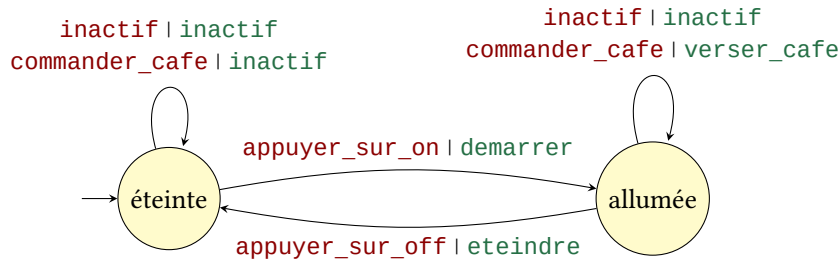 inactif | inactif
commander_cafe | inactif
inactif | inactif
commander_cafe | verser_cafe
appuyer_sur_on | demarrer
éteinte
allumée
appuyer_sur_off | eteindre